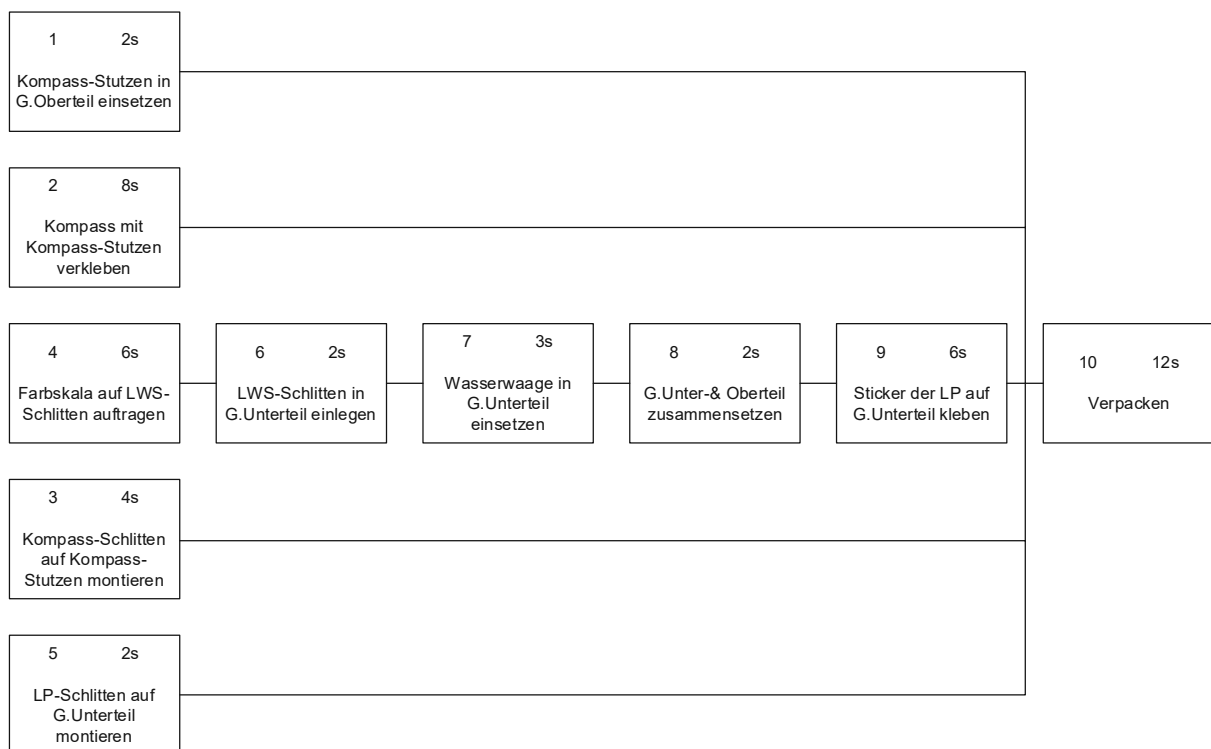 1 2s
Kompass-Stutzen in
G.Oberteil einsetzen
2 8s
Kompass mit
Kompass-Stutzen
verkleben
4 6s
Farbskala auf LWS-
Schlitten auftragen
6 2s
LWS-Schlitten in
G.Unterteil einlegen
7 3s
Wasserwaage in
G.Unterteil
einsetzen
8 2s
G.Unter-& Oberteil
zusammensetzen
9 6s
Sticker der LP auf
G.Unterteil kleben
10 12s
Verpacken
3 4s
Kompass-Schlitten
auf Kompass-
Stutzen montieren
5 2s
LP-Schlitten auf
G.Unterteil
montieren